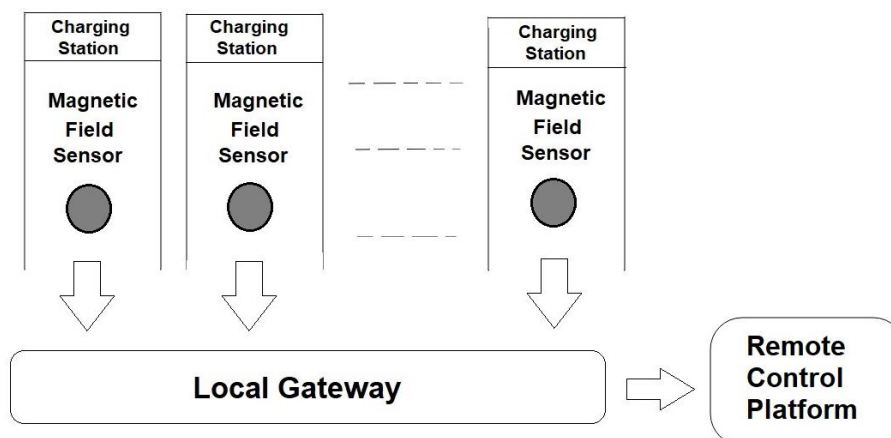 Charging
Station
Magnetic
Field
Sensor
Charging
Station
Magnetic
Field
Sensor
Charging
Station
Magnetic
Field
Sensor
Local Gateway
Remote
Control
Platform